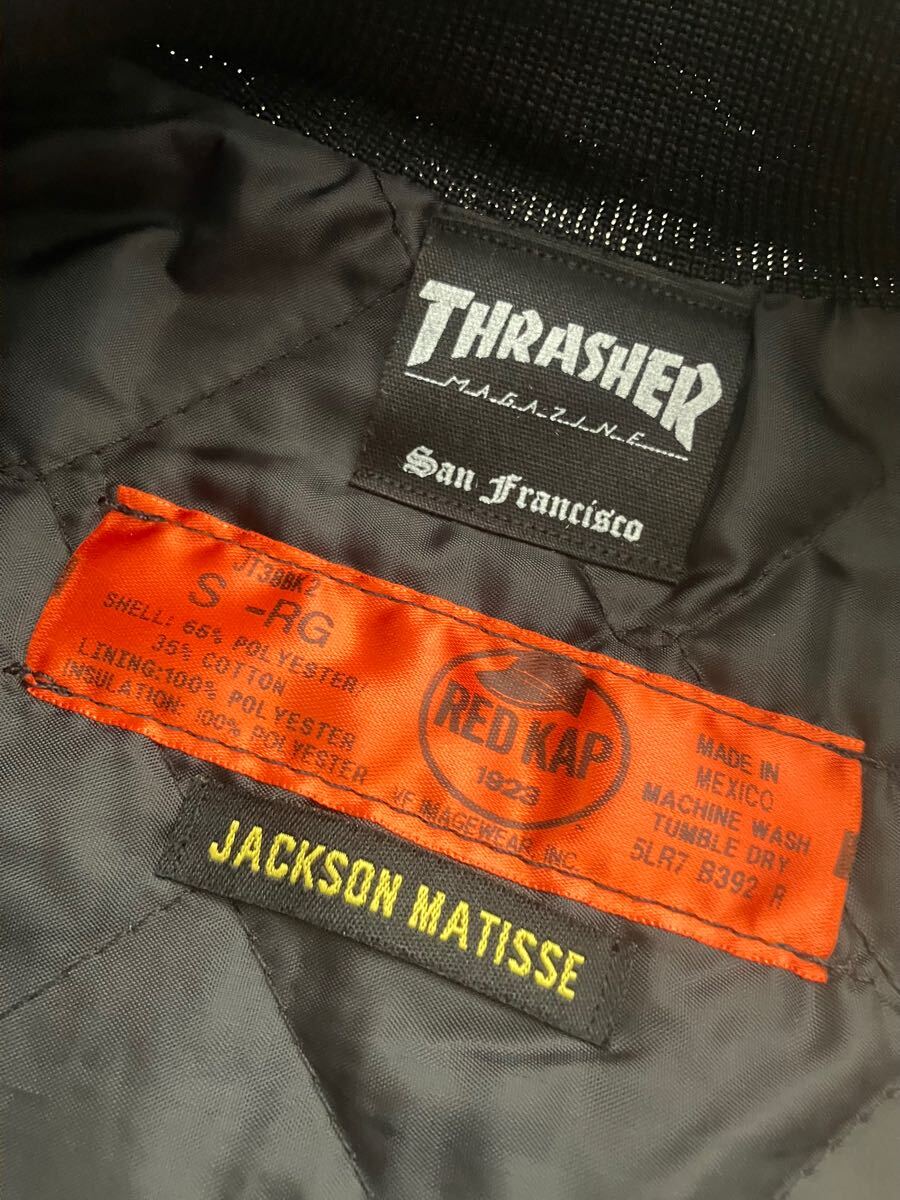 THRASHER
MAGAZINE
San Francisco
JT38BK2
S -RG
SHELL: 65% POLYESTER:
35% COTTON
LINING:100% POLYESTER
INSULATION: 100% POLYESTER
RED KAP
1923
VF IMAGEWEAR, INC.
MADE IN
MEXICO
MACHINE WASH
TUMBLE DRY
5LR7 B392 R
JACKSON MATISSE